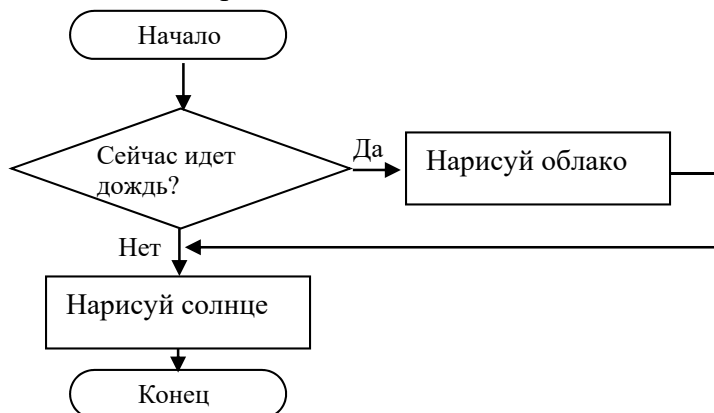 Начало
Сейчас идет
дождь?
Да
Нарисуй облако
Нет
Нарисуй солнце
Конец